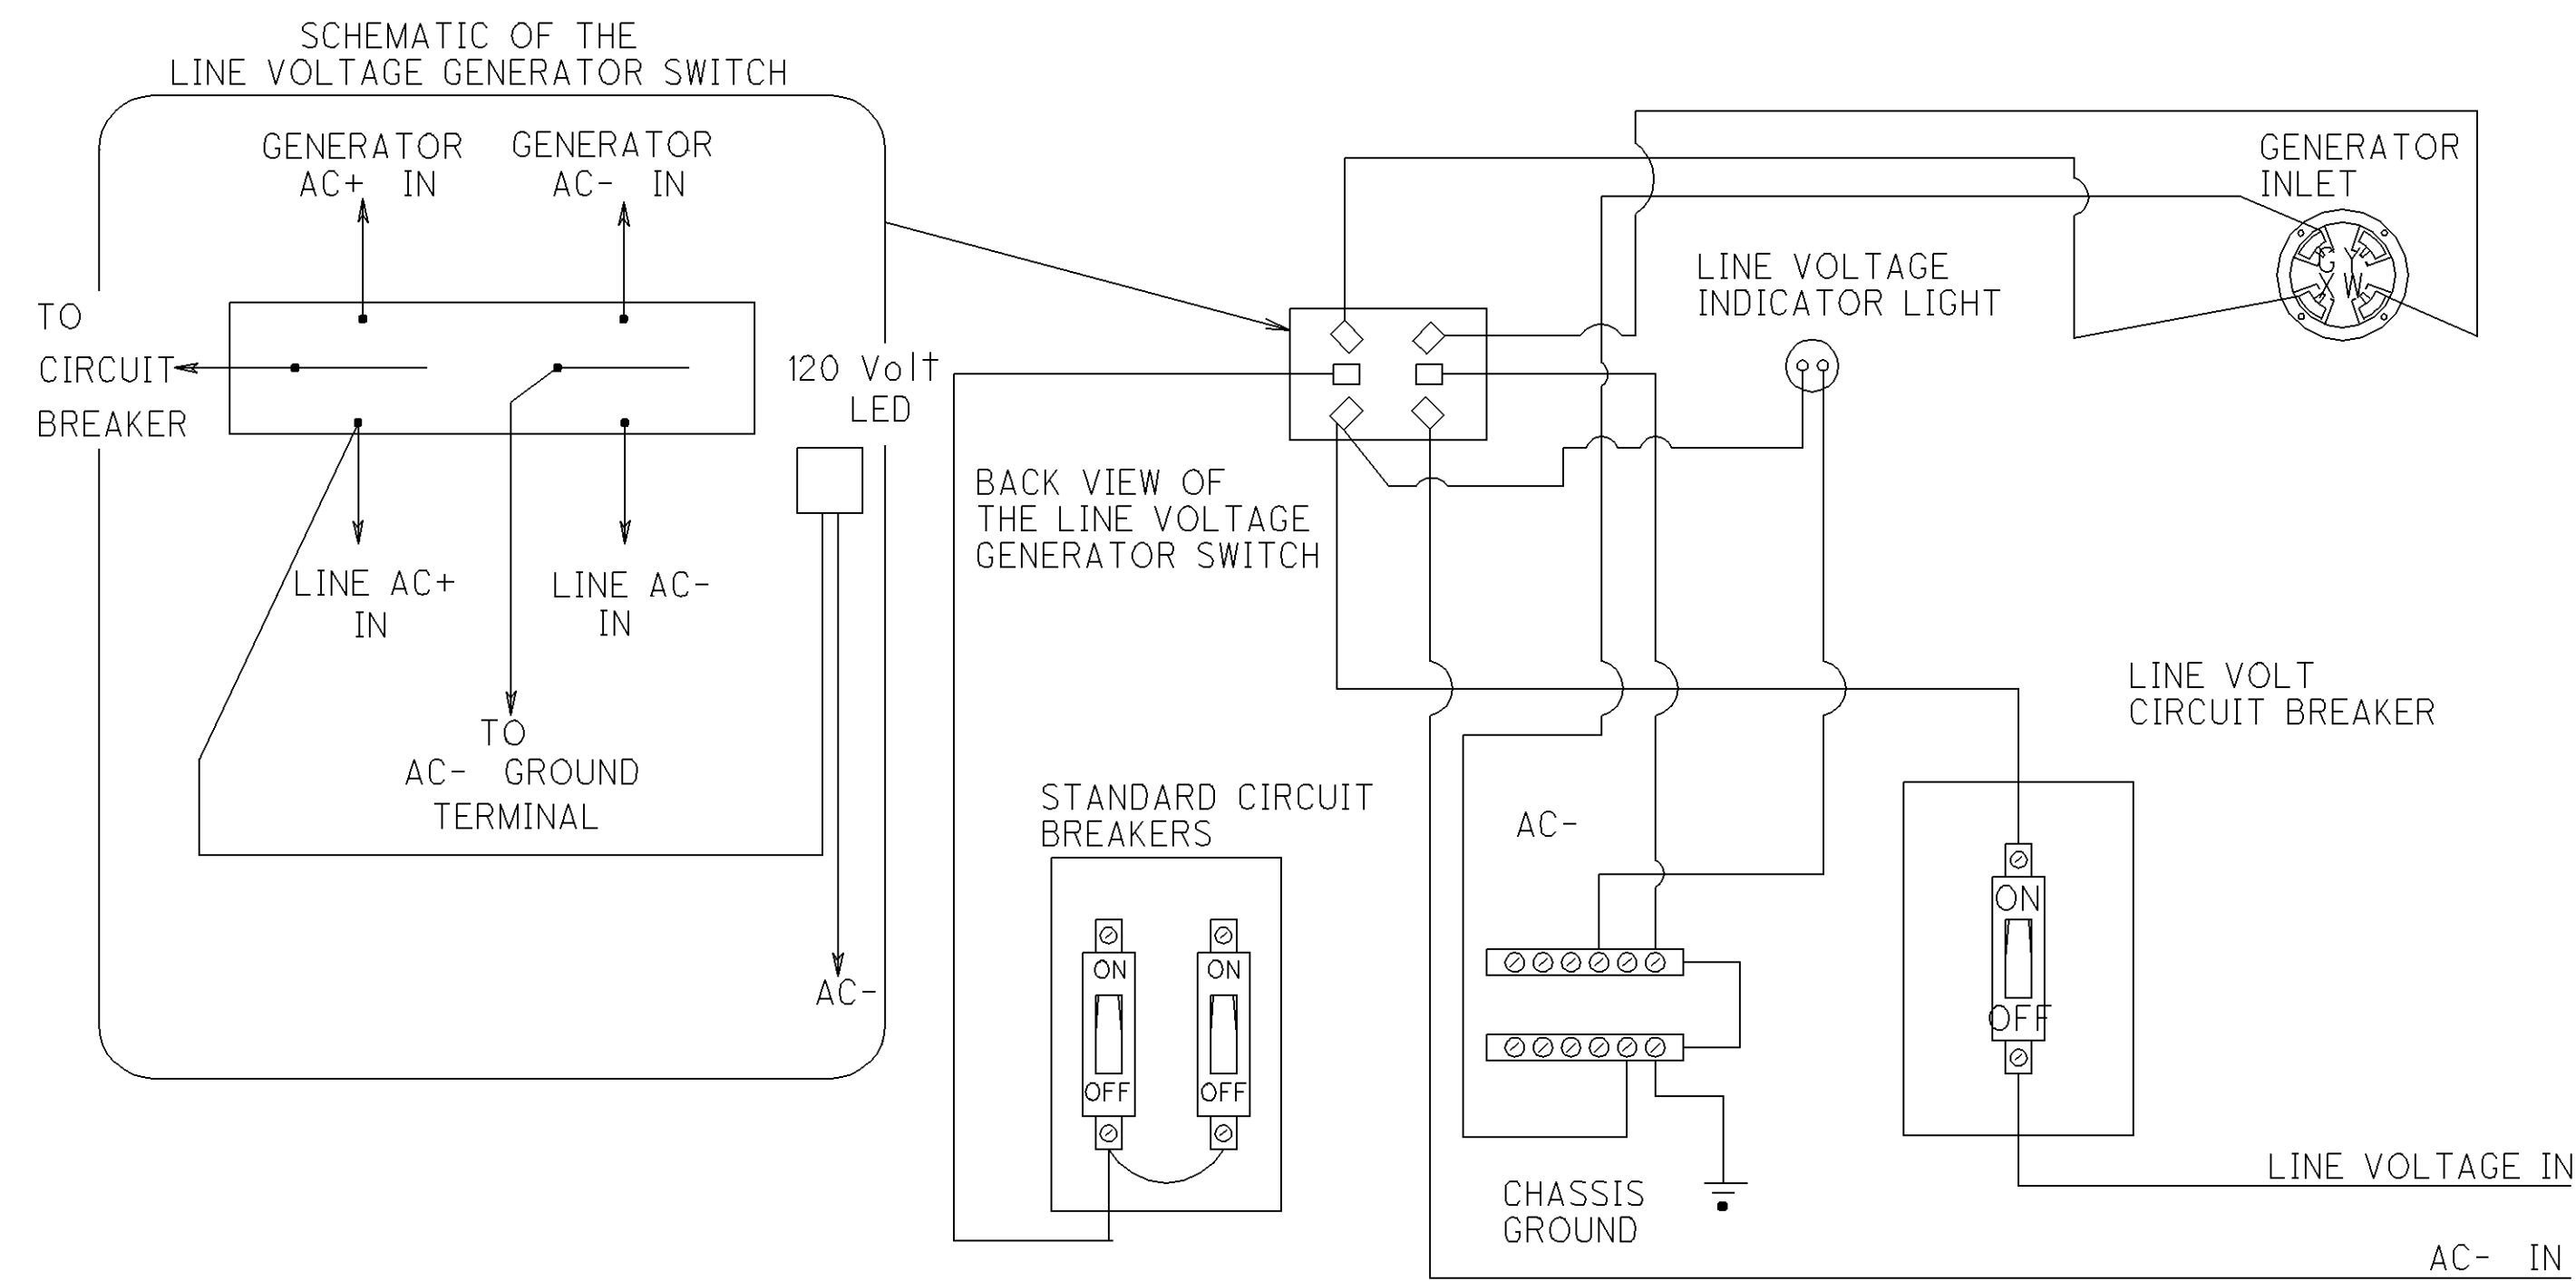 SCHEMATIC OF THE
LINE VOLTAGE GENERATOR SWITCH
GENERATOR
AC+ IN
GENERATOR
AC- IN
TO
CIRCUIT
BREAKER
120 Volt
LED
LINE AC+
IN
LINE AC-
IN
TO
AC- GROUND
TERMINAL
AC-
BACK VIEW OF
THE LINE VOLTAGE
GENERATOR SWITCH
GENERATOR
INLET
G Y
X W
LINE VOLTAGE
INDICATOR LIGHT
STANDARD CIRCUIT
BREAKERS
ON
OFF
ON
OFF
AC-
CHASSIS
GROUND
LINE VOLT
CIRCUIT BREAKER
ON
OFF
LINE VOLTAGE IN
AC- IN